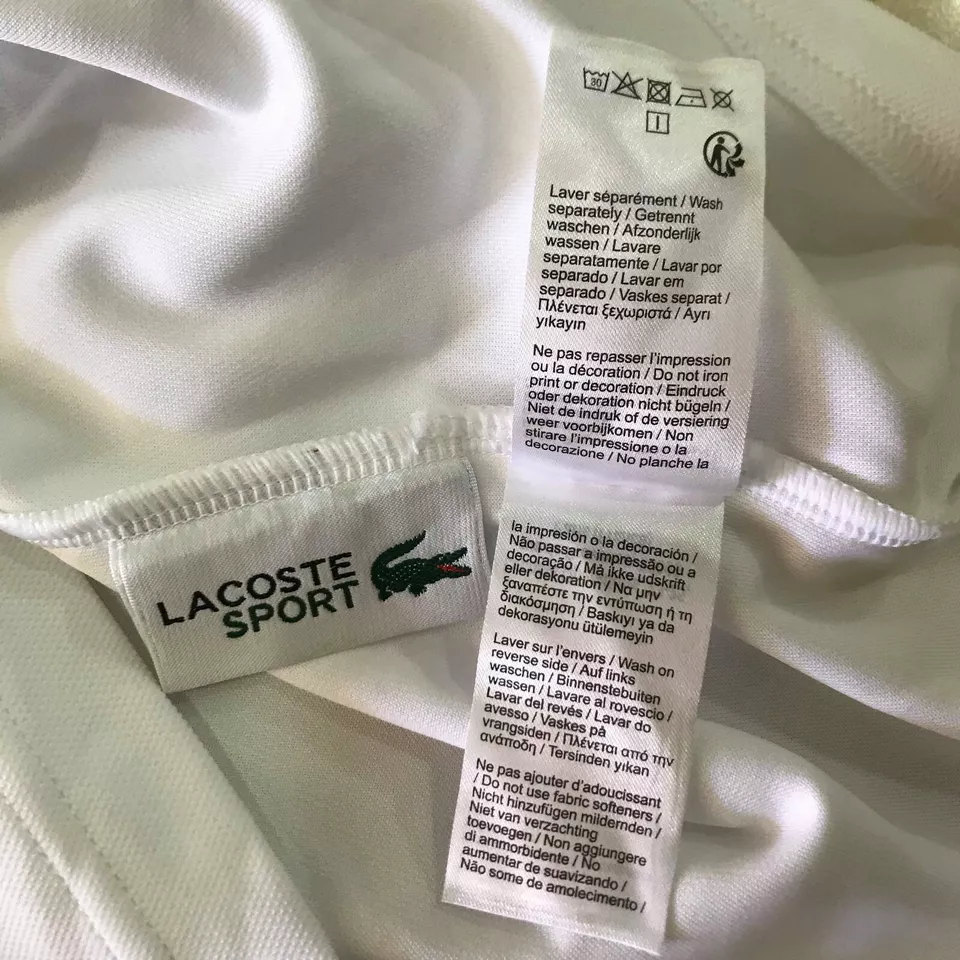 30
Laver séparément / Wash
separately / Getrennt
waschen / Afzonderlijk
wassen / Lavare
separatamente / Lavar por
separado / Lavar em
separado / Vaskes separat /
Πλένεται ξεχωριστά / Ayrı
yıkayın
Ne pas repasser l'impression
ou la décoration / Do not iron
print or decoration / Eindruck
oder dekoration nicht bügeln /
Niet de indruk of de versiering
weer voorbijkomen / Non
stirare l'impressione o la
decorazione / No planche la
la impresión o la decoración /
Não passar a impressão ou a
decoração / Må ikke udskrift
eller dekoration / Να μην
ξαναπέστε την εντύπωση ή τη
διακόσμηση / Baskıyı ya da
dekorasyonu ütülemeyin
Laver sur l'envers / Wash on
reverse side / Auf links
waschen / Binnenstebuiten
wassen / Lavare al rovescio /
Lavar del revés / Lavar do
avesso / Vaskes på
vrangsiden / Πλένεται από την
ανάποδη / Tersinden yıkan
Ne pas ajouter d'adoucissant
/ Do not use fabric softeners /
Nicht hinzufügen mildernden /
Niet van verzachting
toevoegen / Non aggiungere
di ammorbidente / No
aumentar de suavizando /
Não some de amolecimento /
LACOSTE
SPORT